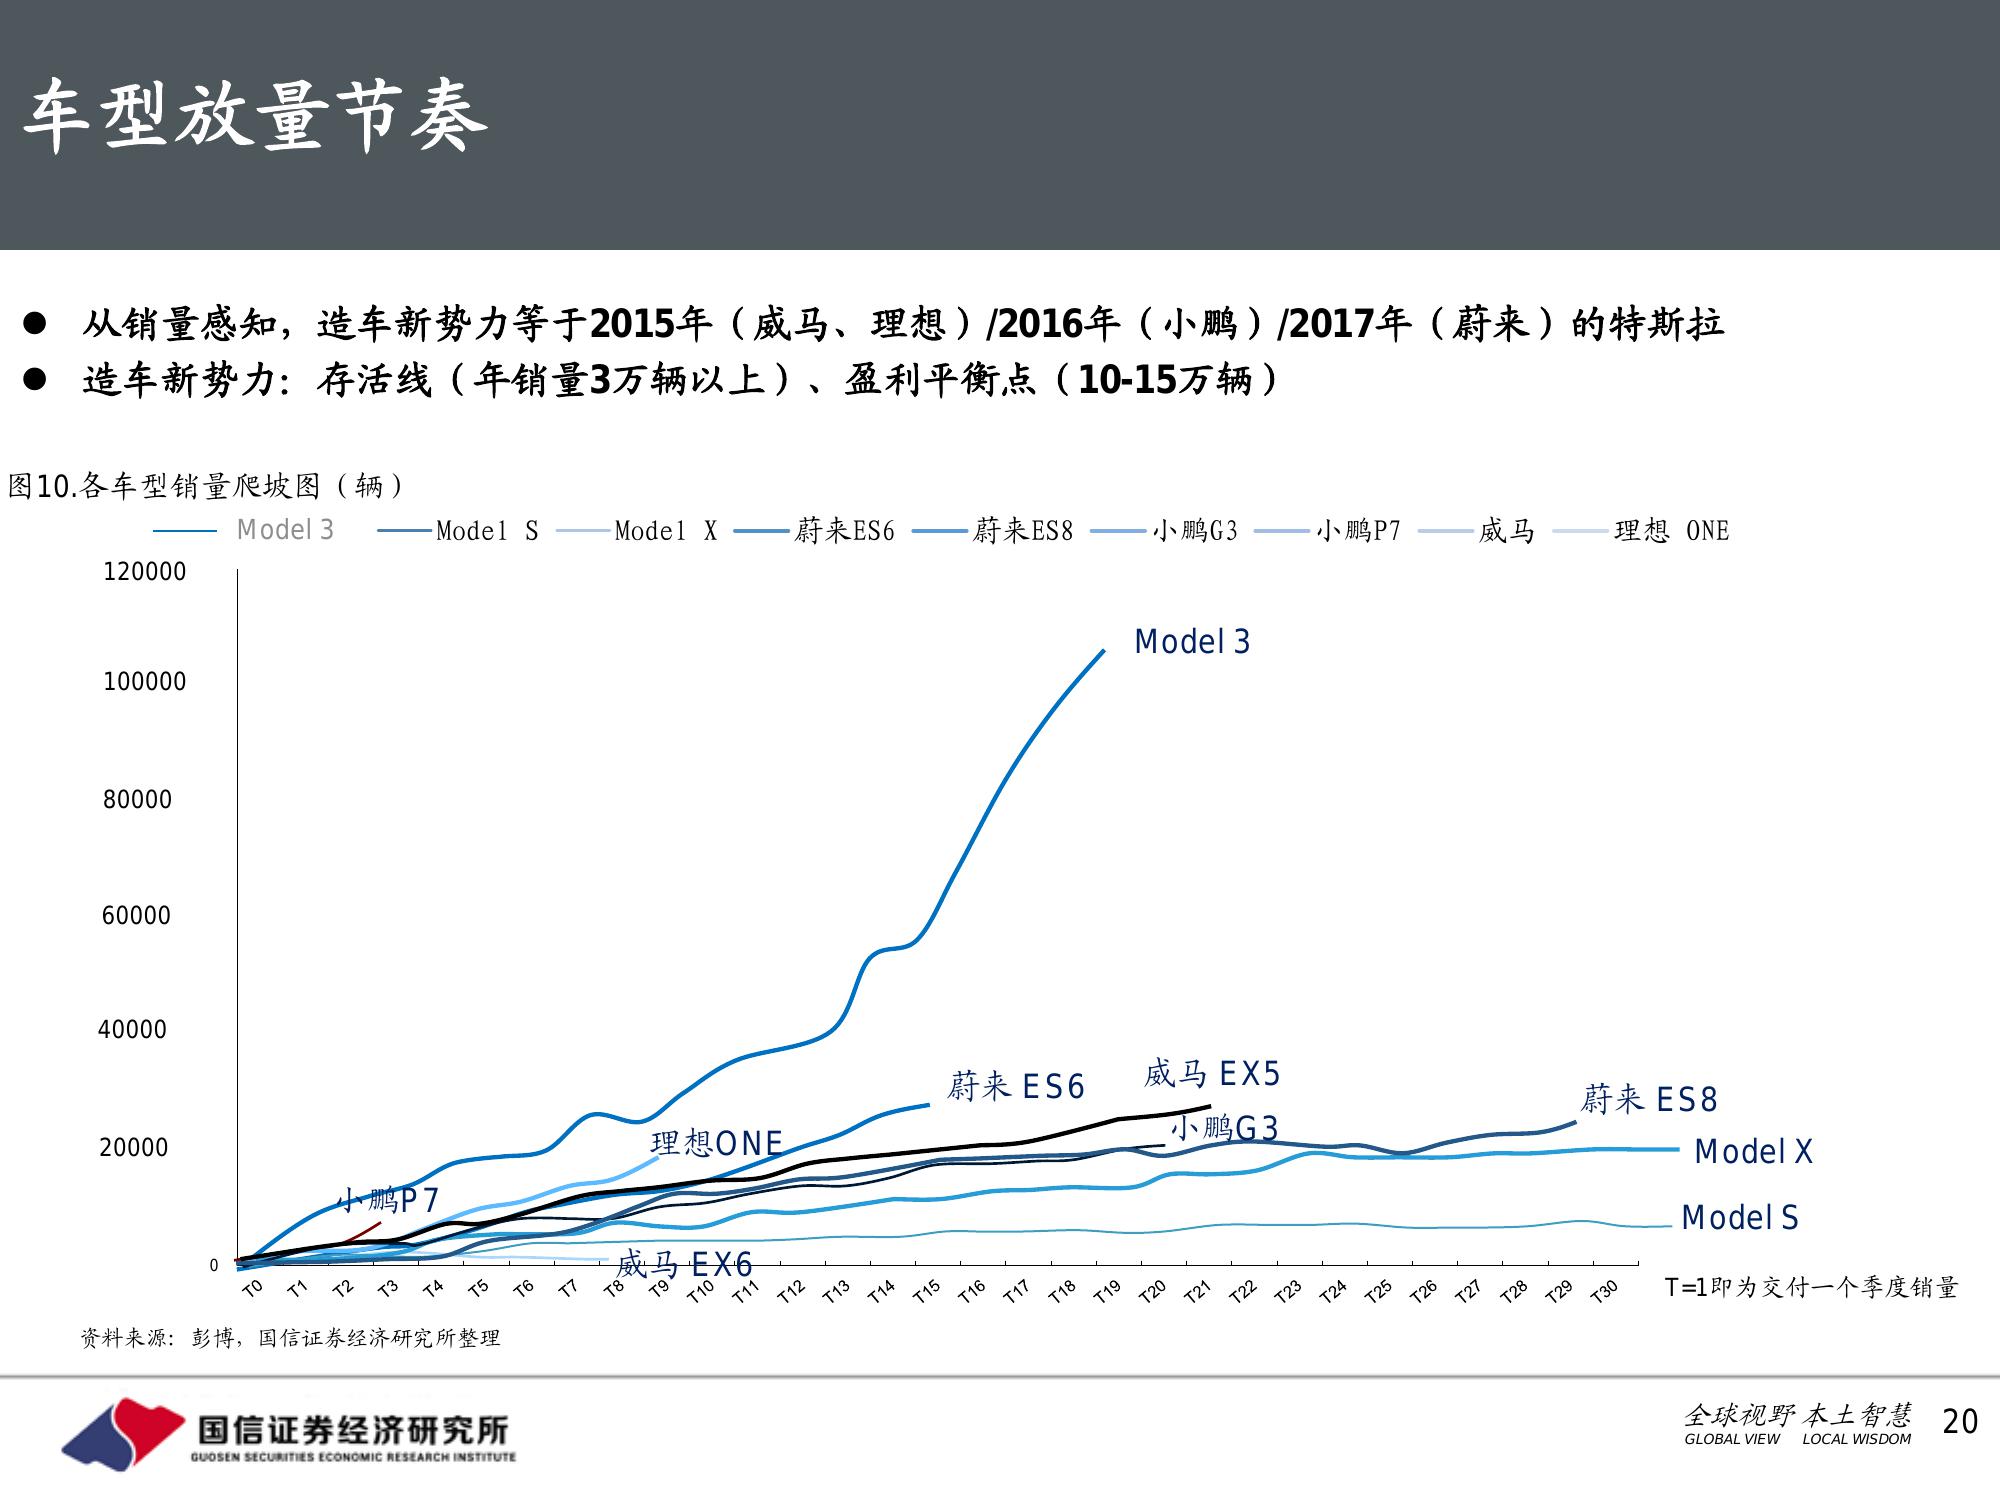 车型放量节奏
● 从销量感知，造车新势力等于2015年（威马、理想）/2016年（小鹏）/2017年（蔚来）的特斯拉
● 造车新势力：存活线（年销量3万辆以上）、盈利平衡点（10-15万辆）
图10.各车型销量爬坡图（辆）
Model 3 Model S Model X 蔚来ES6 蔚来ES8 小鹏G3 小鹏P7 威马 理想 ONE
120000
100000
80000
60000
40000
20000
0
Model 3
蔚来 ES6
威马 EX5
蔚来 ES8
小鹏G3
理想ONE
Model X
小鹏P7
Model S
威马 EX6
T0 T1 T2 T3 T4 T5 T6 T7 T8 T9 T10 T11 T12 T13 T14 T15 T16 T17 T18 T19 T20 T21 T22 T23 T24 T25 T26 T27 T28 T29 T30
T=1即为交付一个季度销量
资料来源：彭博，国信证券经济研究所整理
国信证券经济研究所
GUOSEN SECURITIES ECONOMIC RESEARCH INSTITUTE
全球视野 本土智慧
GLOBAL VIEW LOCAL WISDOM
20